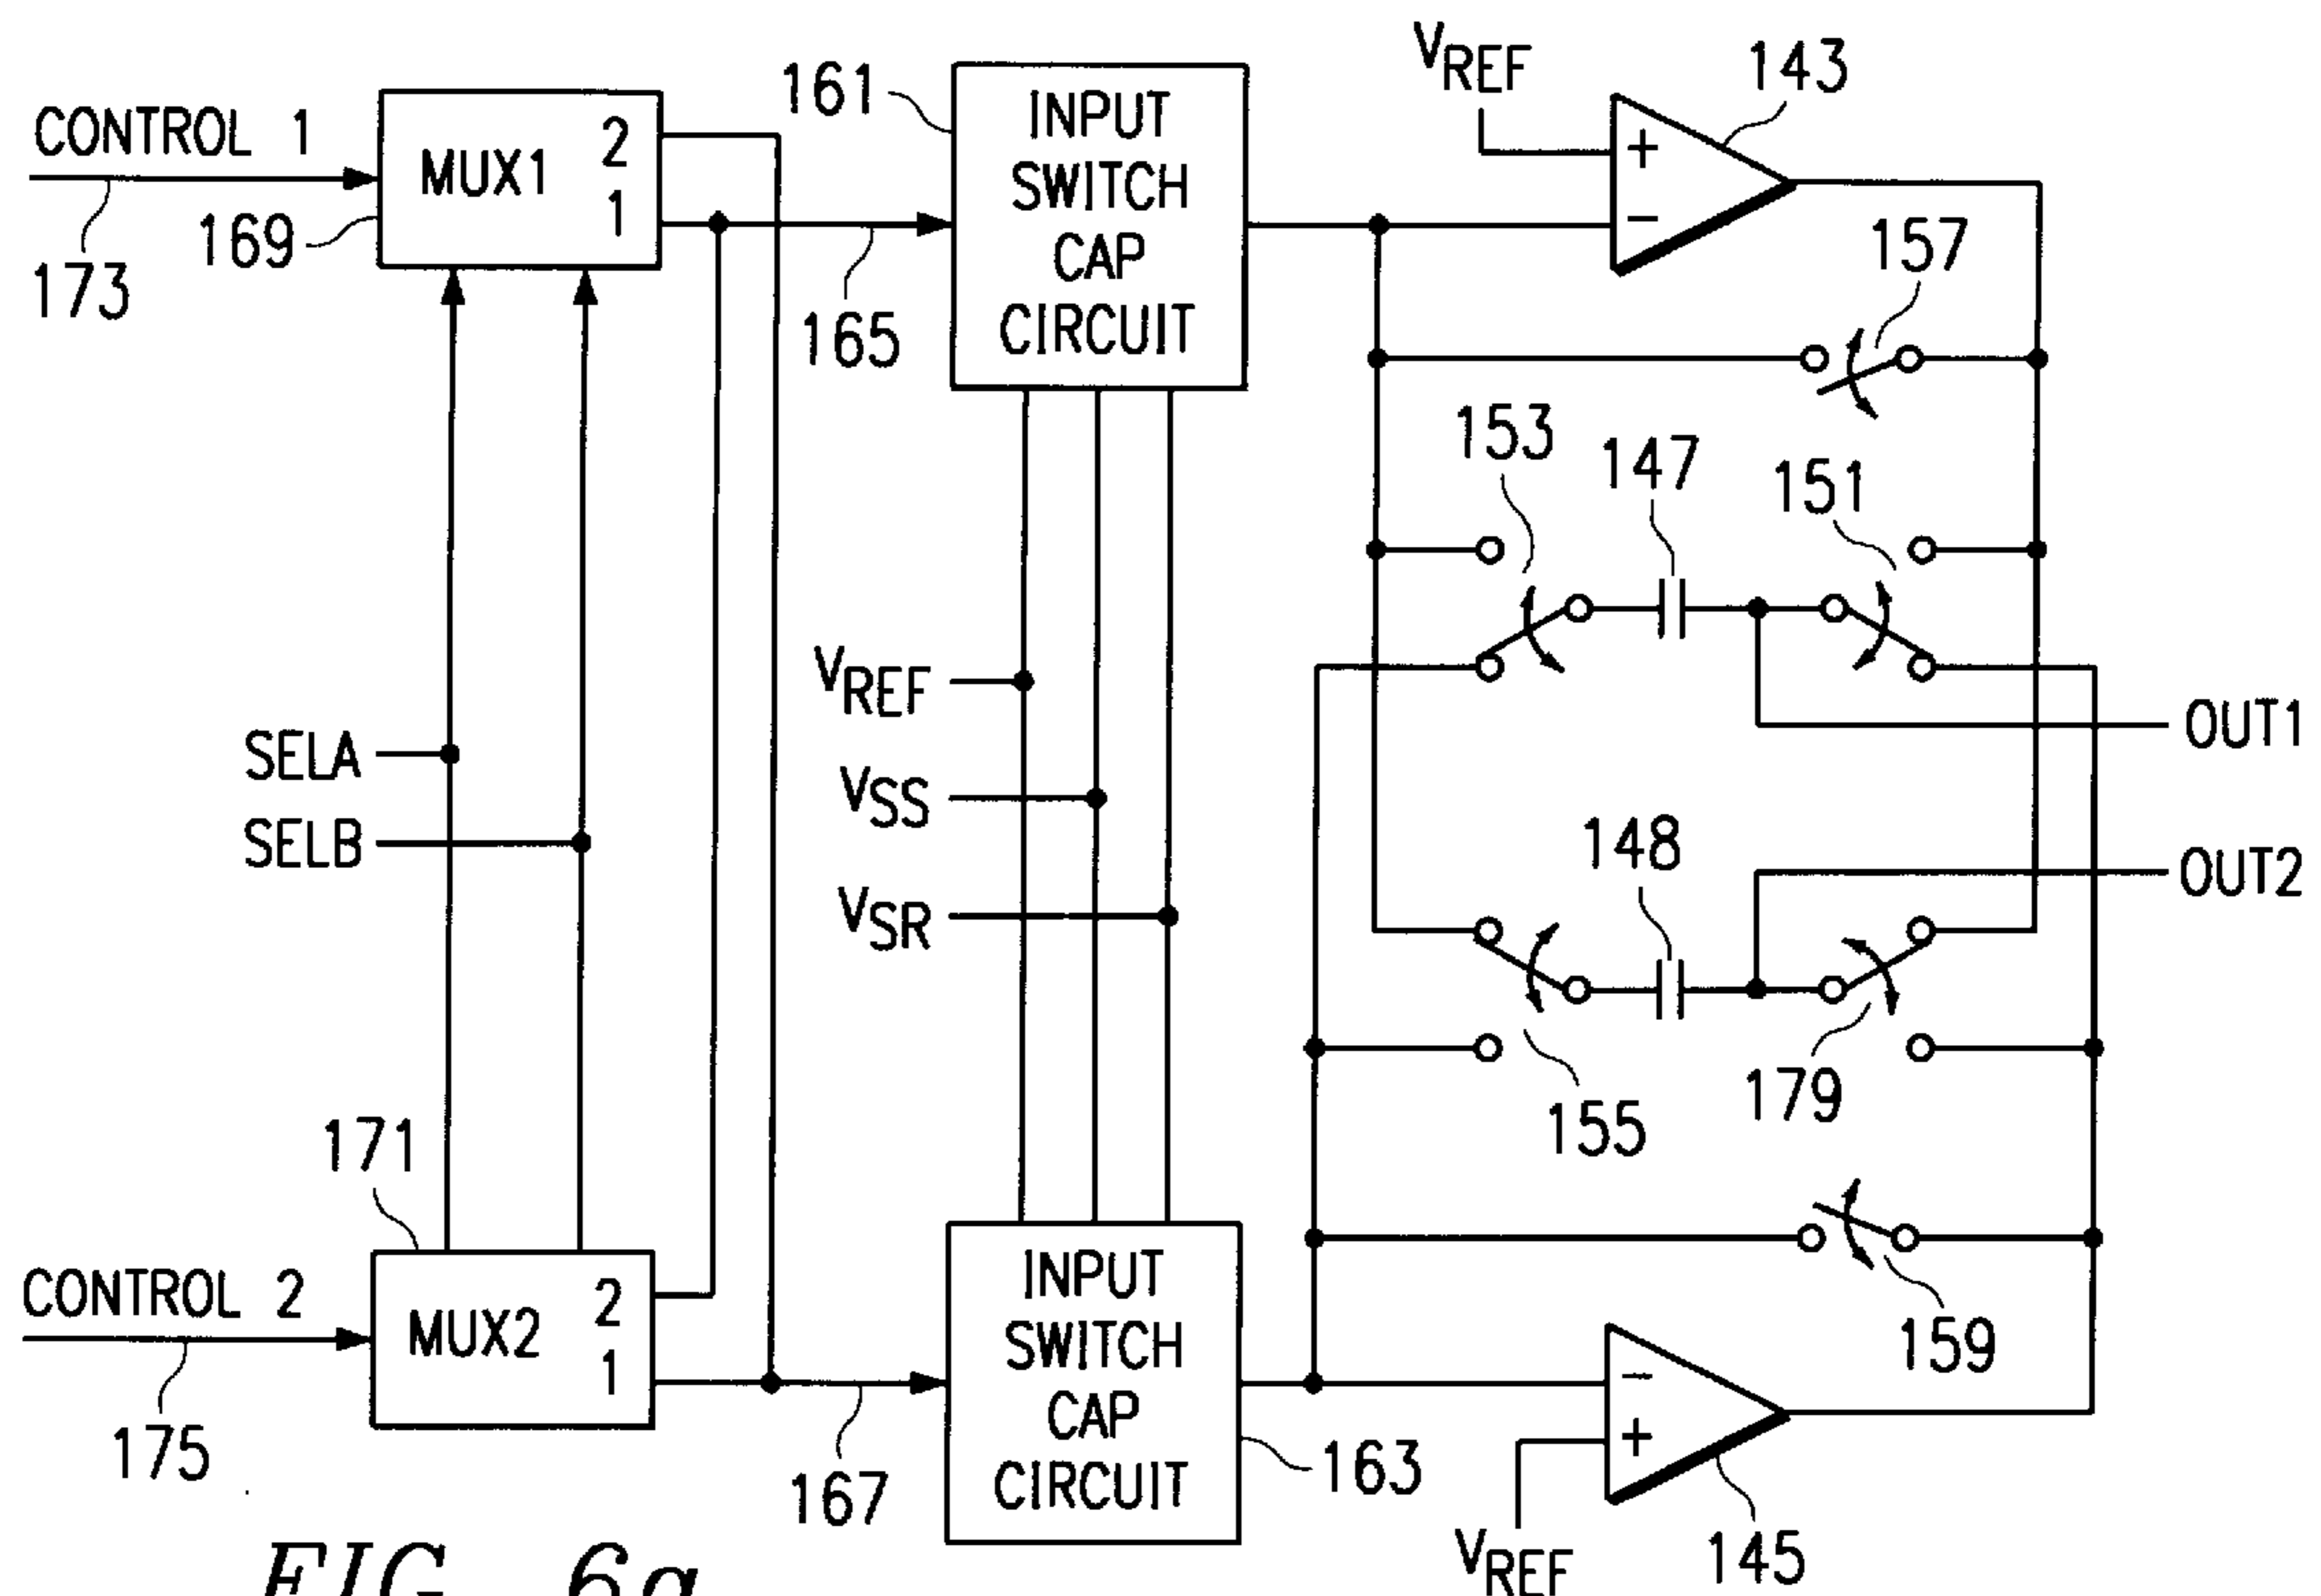 CONTROL 1
173
169
MUX1
2
1
161
165
INPUT
SWITCH
CAP
CIRCUIT
VREF
143
157
153
147
151
OUT1
VREF
VSS
VSR
SELA
SELB
148
OUT2
155
179
171
CONTROL 2
175
MUX2
2
1
167
INPUT
SWITCH
CAP
CIRCUIT
163
159
VREF
145
+
−
−
+
FIG. 6a